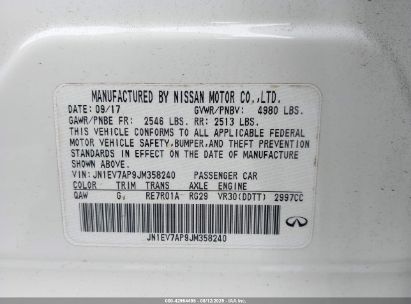 MANUFACTURED BY NISSAN MOTOR CO.,LTD.
DATE: 09/17 GVWR/PNBV: 4980 LBS.
GAWR/PNBE FR: 2546 LBS. RR: 2513 LBS.
THIS VEHICLE CONFORMS TO ALL APPLICABLE FEDERAL
MOTOR VEHICLE SAFETY,BUMPER,AND THEFT PREVENTION
STANDARDS IN EFFECT ON THE DATE OF MANUFACTURE
SHOWN ABOVE.
VIN: JN1EV7AP9JM358240 PASSENGER CAR
COLOR TRIM TRANS AXLE ENGINE
QAW G, RE7R01A RG29 VR30(DDTT) 2997CC
JN1EV7AP9JM358240